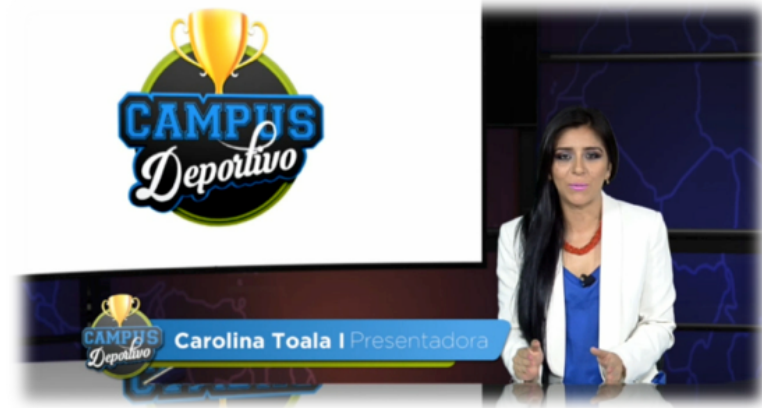 CAMPUS
Deportivo
CAMPUS
Deportivo
Carolina Toala | Presentadora